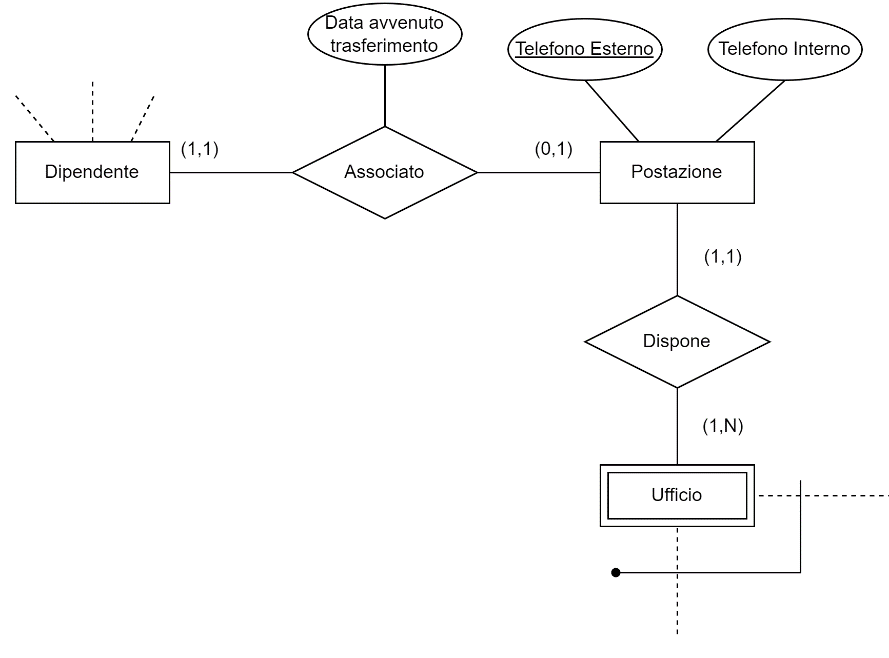 Data avvenuto
trasferimento
Telefono Esterno
Telefono Interno
Dipendente
(1,1)
Associato
(0,1)
Postazione
(1,1)
Dispone
(1,N)
Ufficio